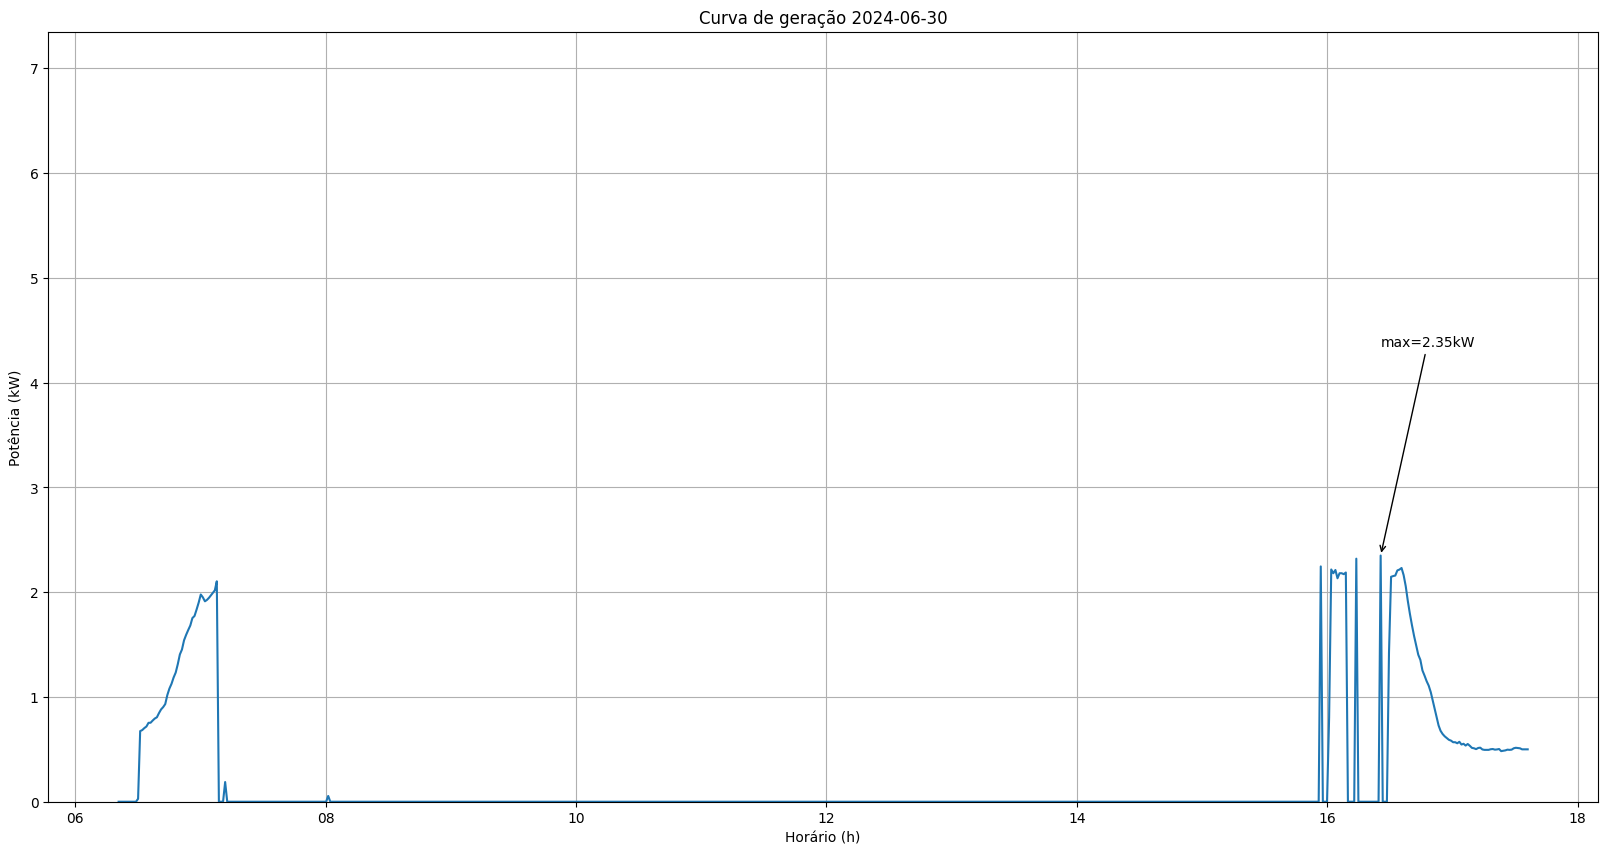 Curva de geração 2024-06-30
7
6
5
4
3
2
1
0
Potência (kW)
max=2.35kW
06 08 10 12 14 16 18
Horário (h)